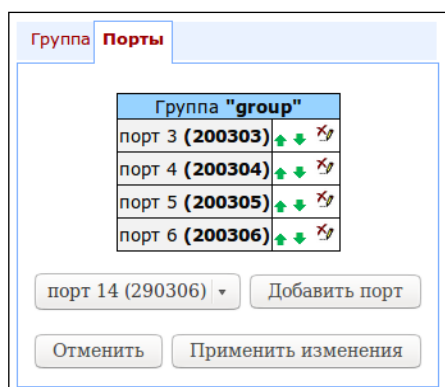 Группа Порты
Группа "group"
порт 3 (200303)
порт 4 (200304)
порт 5 (200305)
порт 6 (200306)
порт 14 (290306) Добавить порт
Отменить Применить изменения